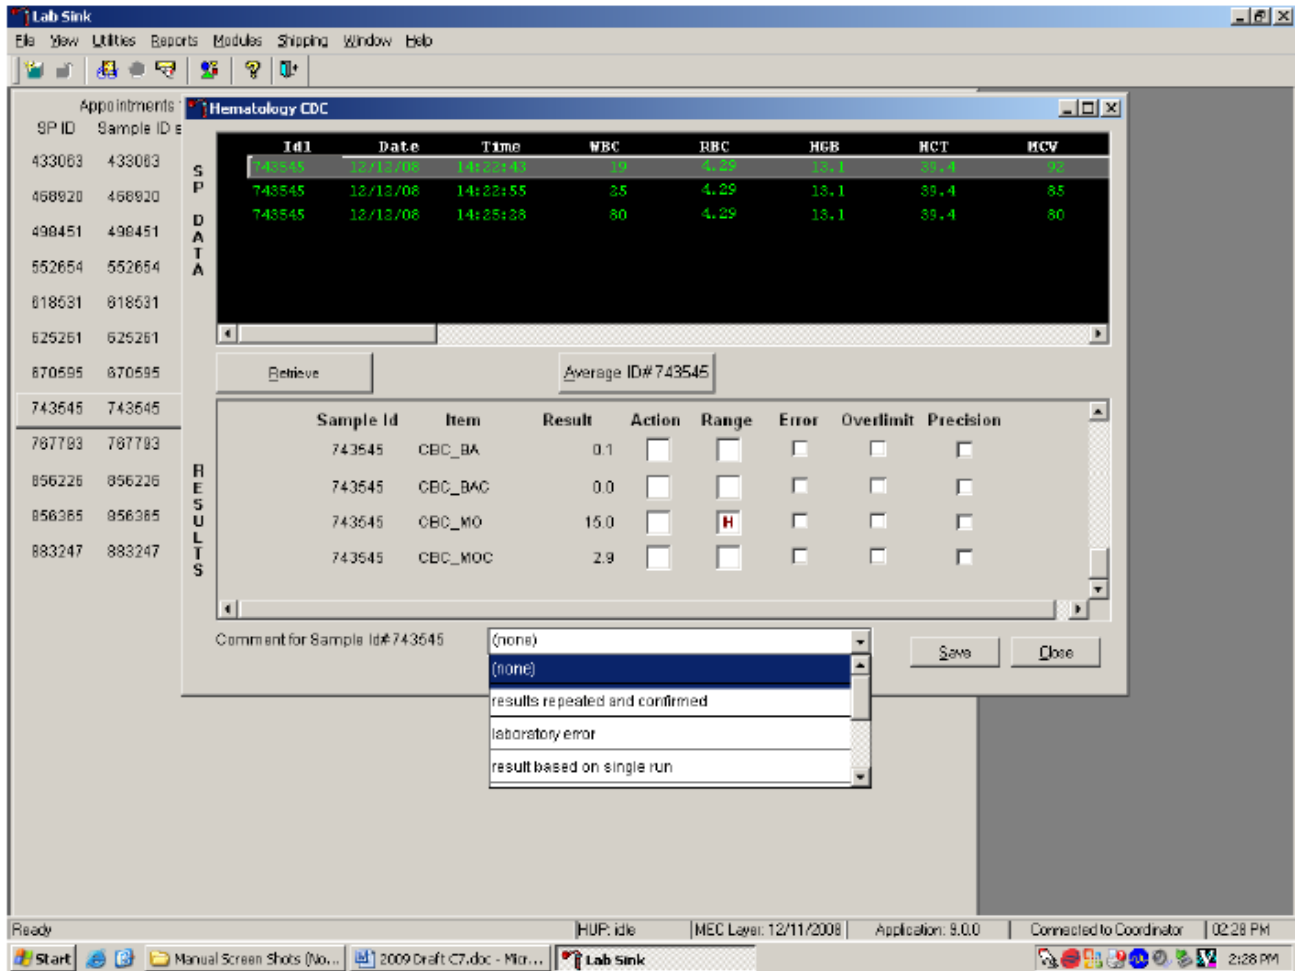 Lab Sink
File View Utilities Reports Modules Shipping Window Help
Appointments
SP ID Sample ID s
433063 433063
468920 468920
498451 498451
552654 552654
618531 618531
625261 625261
670595 670595
743545 743545
767793 767793
856226 856226
856365 856365
883247 883247
Hematology CDC
SP DATA
Id1 Date Time WBC RBC HGB HCT MCV
743545 12/12/08 14:22:43 19 4.29 13.1 39.4 92
743545 12/12/08 14:22:55 25 4.29 13.1 39.4 85
743545 12/12/08 14:25:28 80 4.29 13.1 39.4 80
Retrieve Average ID# 743545
RESULTS
Sample Id Item Result Action Range Error Overlimit Precision
743545 CBC_BA 0.1
743545 CBC_BAC 0.0
743545 CBC_MO 15.0 H
743545 CBC_MOC 2.9
Comment for Sample Id# 743545 (none) Save Close
(none)
results repeated and confirmed
laboratory error
result based on single run
Ready HUP: idle MEC Layer: 12/11/2008 Application: 9.0.0 Connected to Coordinator 02:28 PM
Start Manual Screen Shots (No... 2009 Draft C7.doc - Micr... Lab Sink 2:28 PM